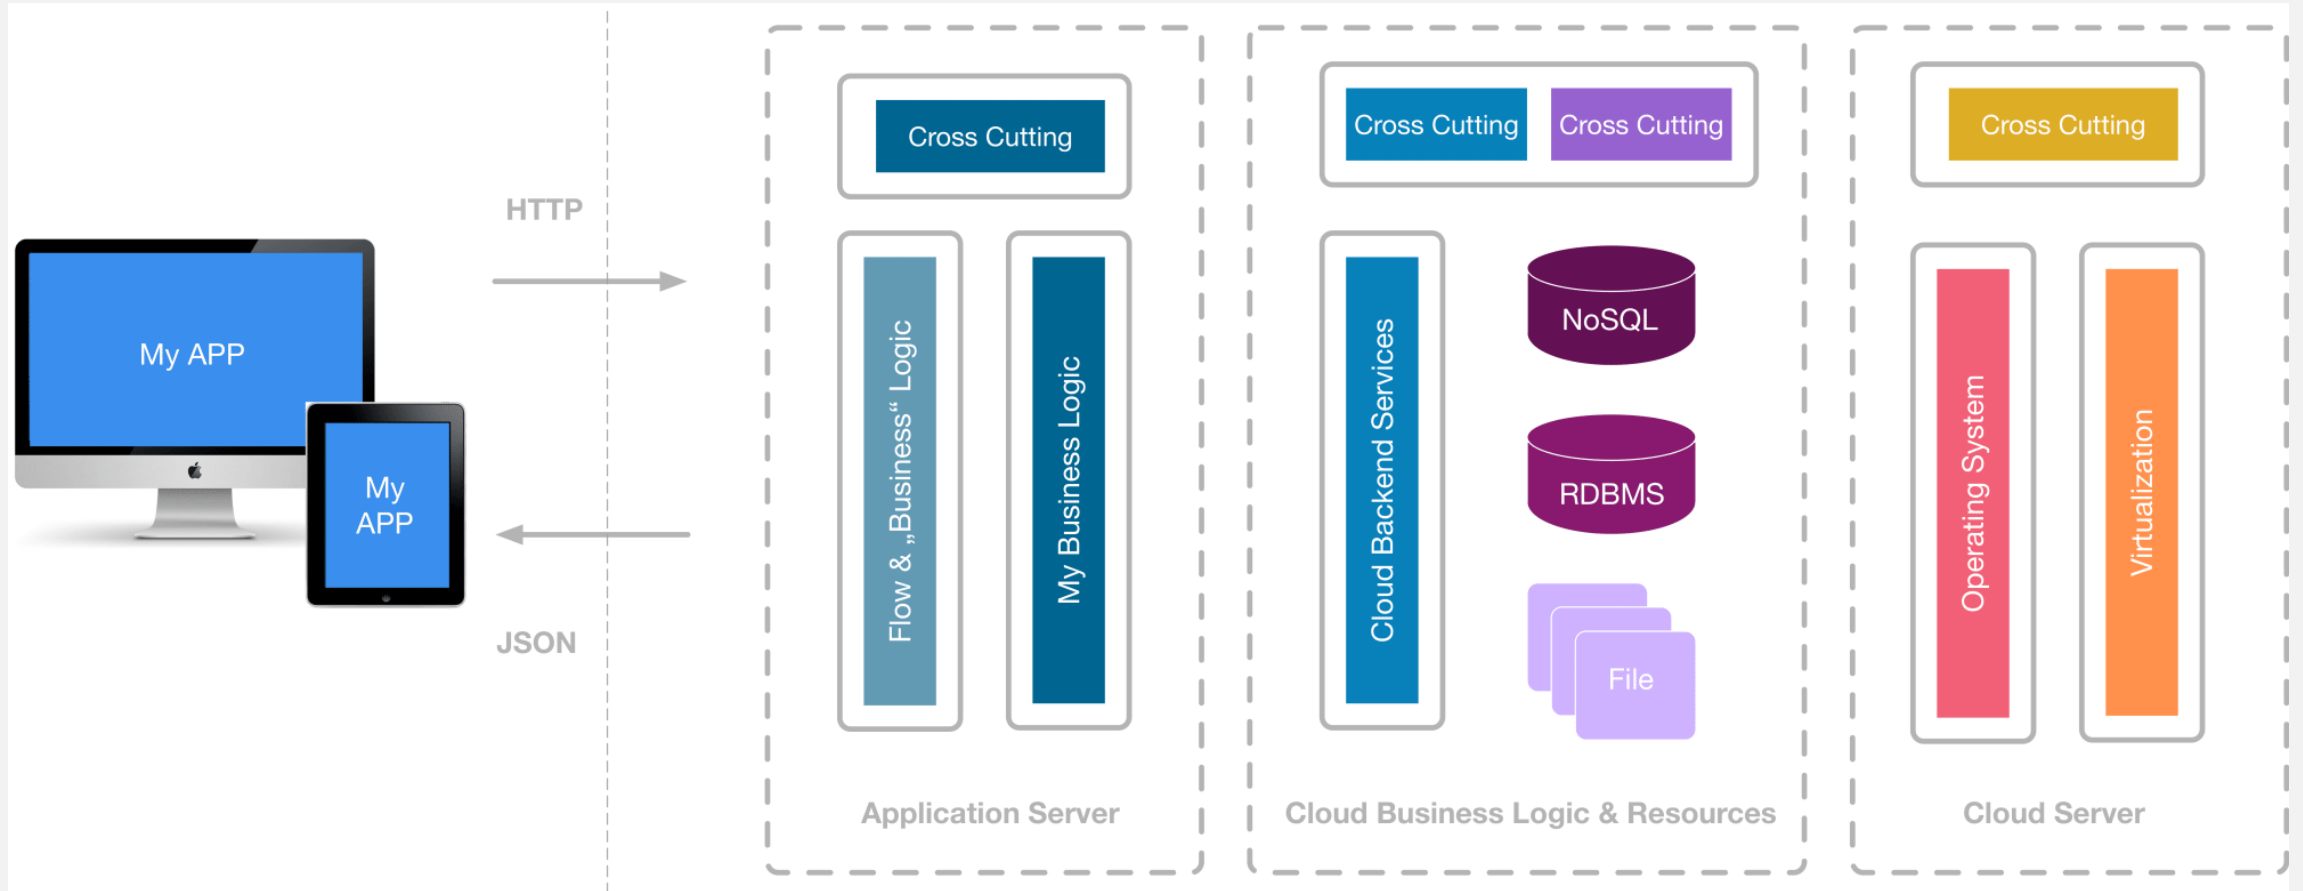 My APP
My
APP
HTTP
JSON
Cross Cutting
Flow & „Business“ Logic
My Business Logic
Application Server
Cross Cutting
Cross Cutting
Cloud Backend Services
NoSQL
RDBMS
File
Cloud Business Logic & Resources
Cross Cutting
Operating System
Virtualization
Cloud Server